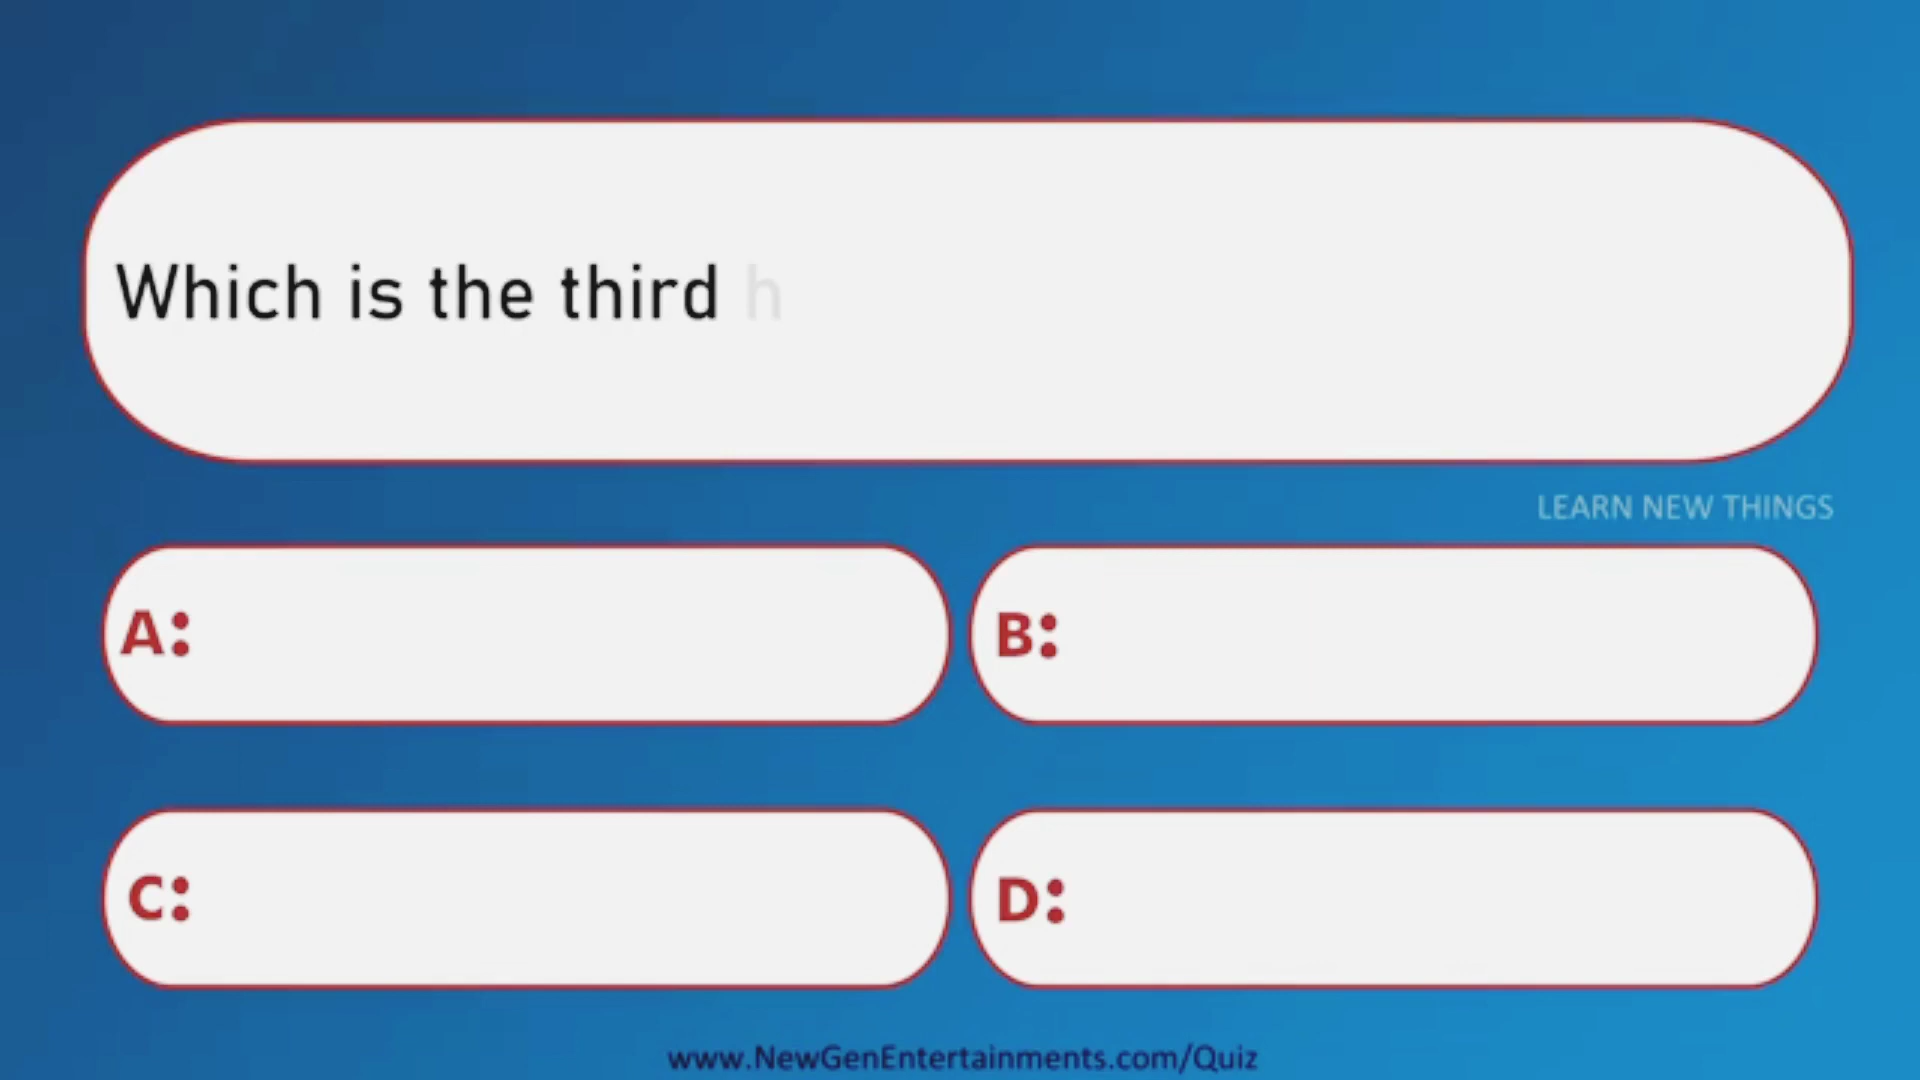 Which is the third h
LEARN NEW THINGS
A:
B:
C:
D:
www.NewGenEntertainments.com/Quiz